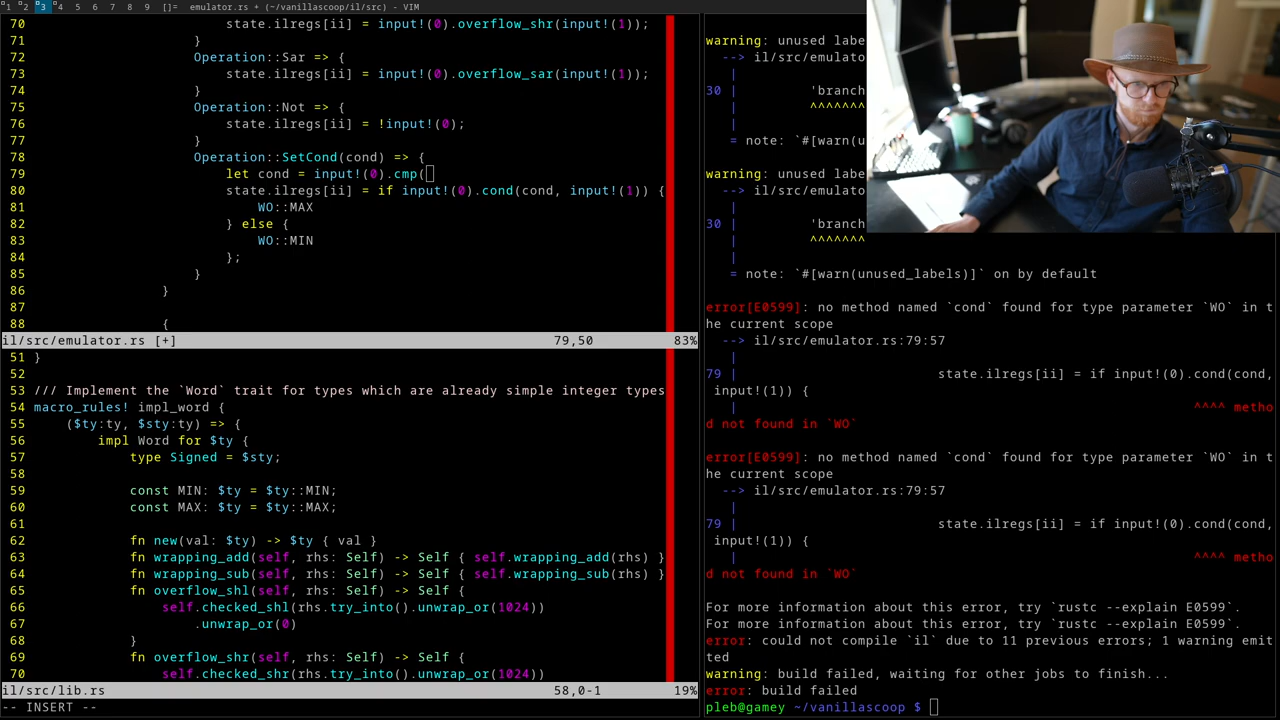 1 2 3 4 5 6 7 8 9 []= emulator.rs + (~/vanillascoop/il/src) - VIM
70 state.ilregs[ii] = input!(0).overflow_shr(input!(1));
71 }
72 Operation::Sar => {
73 state.ilregs[ii] = input!(0).overflow_sar(input!(1));
74 }
75 Operation::Not => {
76 state.ilregs[ii] = !input!(0);
77 }
78 Operation::SetCond(cond) => {
79 let cond = input!(0).cmp(
80 state.ilregs[ii] = if input!(0).cond(cond, input!(1)) {
81 WO::MAX
82 } else {
83 WO::MIN
84 };
85 }
86 }
87
88 {
il/src/emulator.rs [+] 79,50 83%
51 }
52
53 /// Implement the `Word` trait for types which are already simple integer types
54 macro_rules! impl_word {
55 ($ty:ty, $sty:ty) => {
56 impl Word for $ty {
57 type Signed = $sty;
58
59 const MIN: $ty = $ty::MIN;
60 const MAX: $ty = $ty::MAX;
61
62 fn new(val: $ty) -> $ty { val }
63 fn wrapping_add(self, rhs: Self) -> Self { self.wrapping_add(rhs) }
64 fn wrapping_sub(self, rhs: Self) -> Self { self.wrapping_sub(rhs) }
65 fn overflow_shl(self, rhs: Self) -> Self {
66 self.checked_shl(rhs.try_into().unwrap_or(1024))
67 .unwrap_or(0)
68 }
69 fn overflow_shr(self, rhs: Self) -> Self {
70 self.checked_shr(rhs.try_into().unwrap_or(1024))
il/src/lib.rs 58,0-1 19%
-- INSERT --
warning: unused labe
--> il/src/emulato
|
30 | 'branch
| ^^^^^^^
|
= note: `#[warn(u
warning: unused labe
--> il/src/emulato
|
30 | 'branch
| ^^^^^^^
|
= note: `#[warn(unused_labels)]` on by default
error[E0599]: no method named `cond` found for type parameter `WO` in t
he current scope
--> il/src/emulator.rs:79:57
|
79 | state.ilregs[ii] = if input!(0).cond(cond,
input!(1)) {
| ^^^^ metho
d not found in `WO`
error[E0599]: no method named `cond` found for type parameter `WO` in t
he current scope
--> il/src/emulator.rs:79:57
|
79 | state.ilregs[ii] = if input!(0).cond(cond,
input!(1)) {
| ^^^^ metho
d not found in `WO`
For more information about this error, try `rustc --explain E0599`.
For more information about this error, try `rustc --explain E0599`.
error: could not compile `il` due to 11 previous errors; 1 warning emit
ted
warning: build failed, waiting for other jobs to finish...
error: build failed
pleb@gamey ~/vanillascoop $